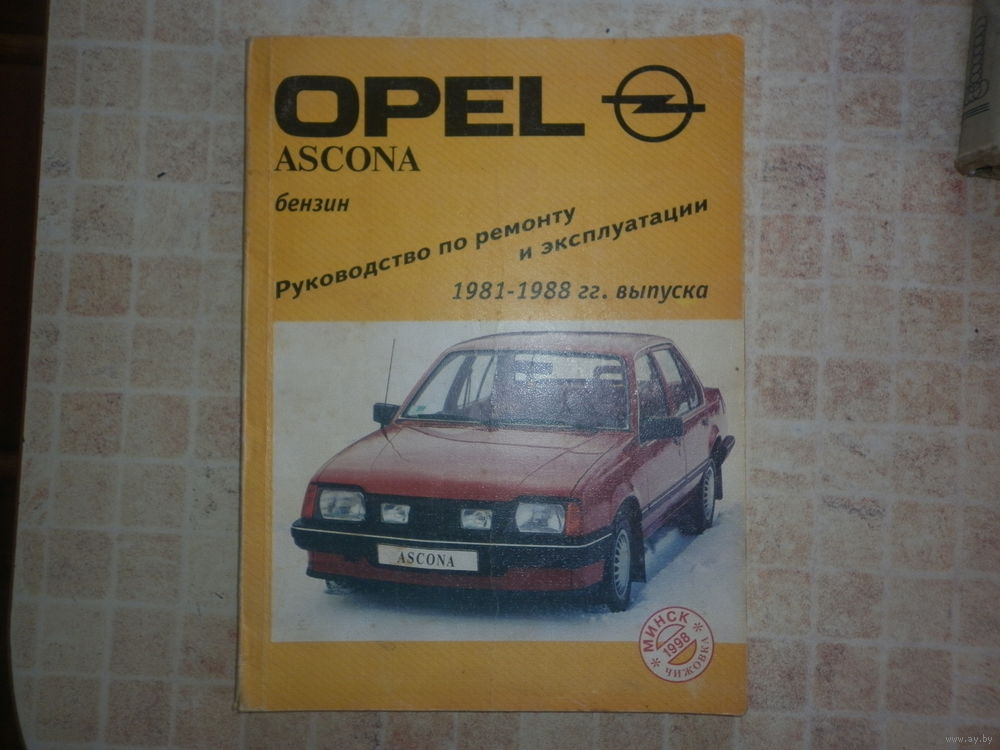 OPEL
ASCONA
бензин
Руководство по ремонту
и эксплуатации
1981-1988 гг. выпуска
ASCONA
МИНСК
1998
ЧИЖОВКА
www.ay.by